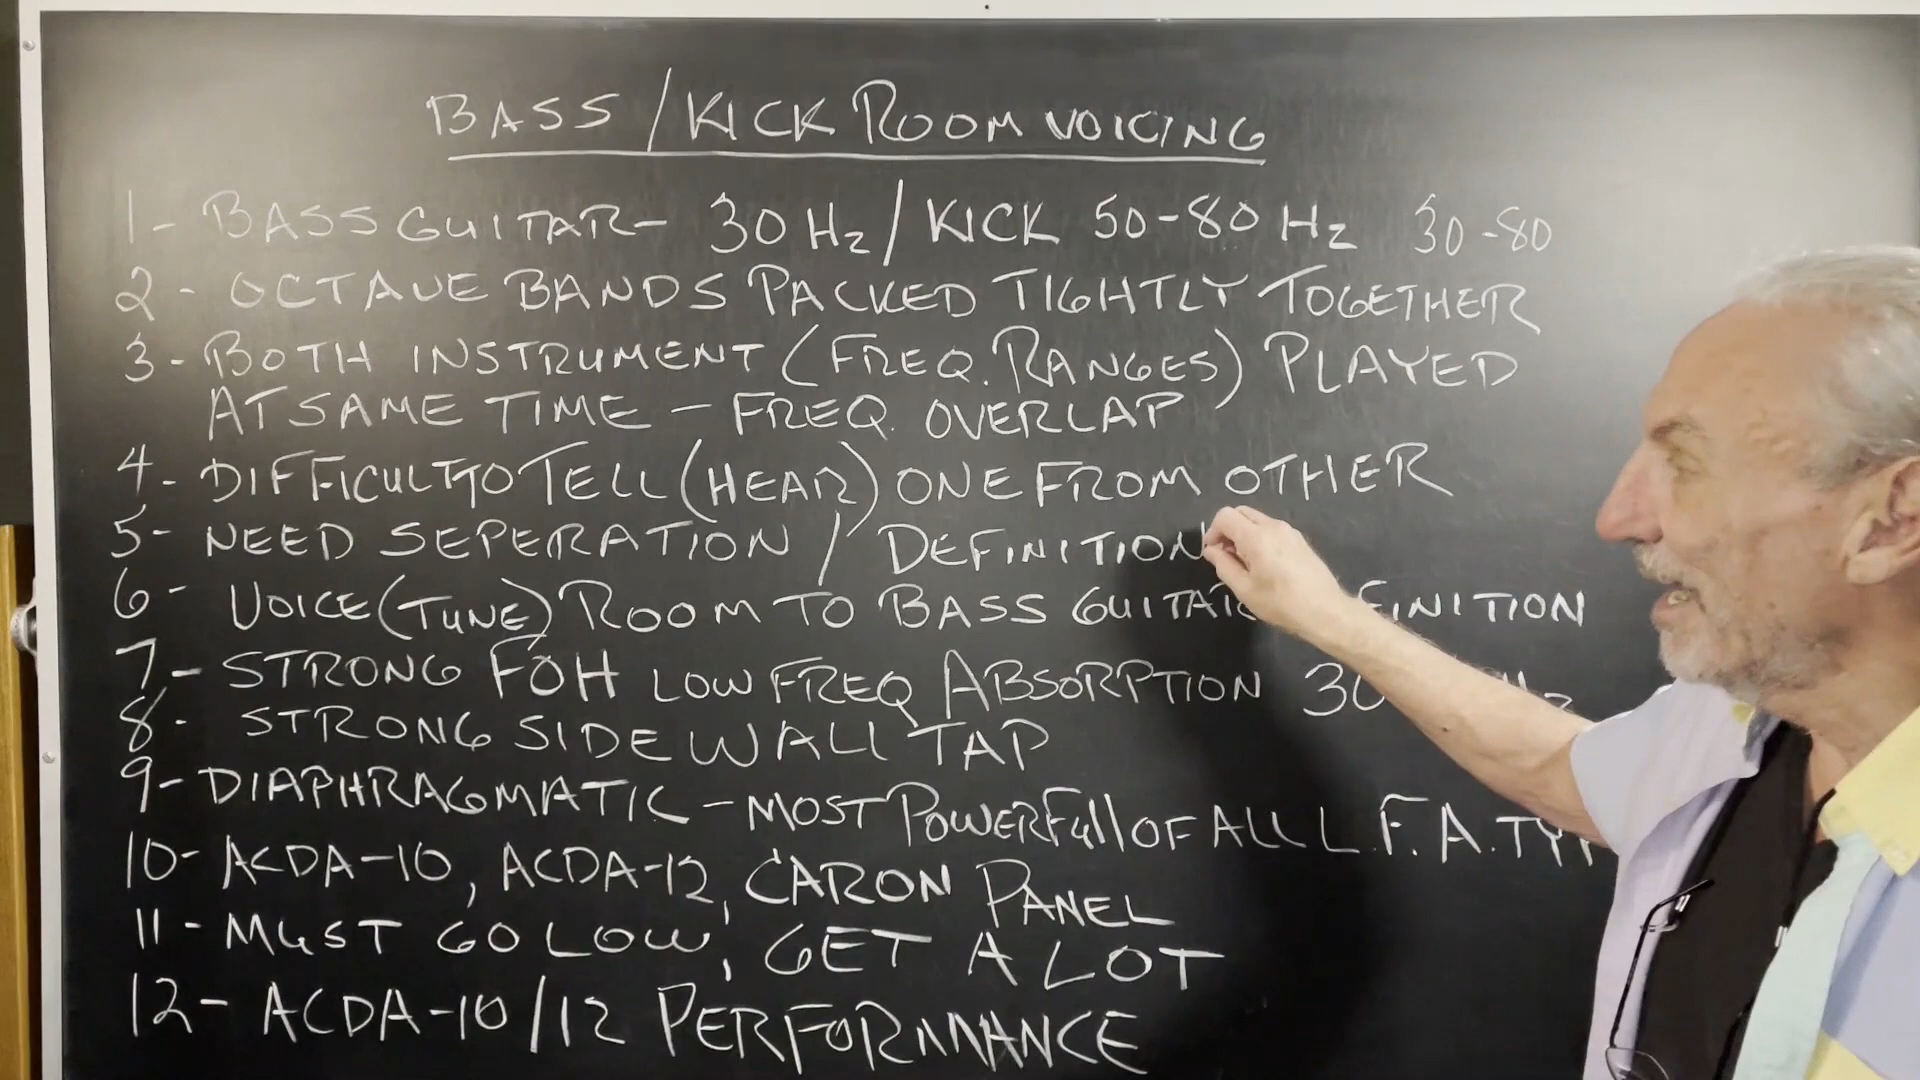 BASS/KICK ROOM VOICING
1- BASS GUITAR- 30 Hz/KICK 50-80 Hz 30-80
2- OCTAVE BANDS PACKED TIGHTLY TOGETHER
3- BOTH INSTRUMENT (FREQ. RANGES) PLAYED
AT SAME TIME - FREQ. OVERLAP
4- DIFFICULT TO TELL (HEAR) ONE FROM OTHER
5- NEED SEPERATION / DEFINITION
6- VOICE (TUNE) ROOM TO BASS GUITAR
7- STRONG FOH LOW FREQ ABSORPTION
8- STRONG SIDE WALL TAP
9- DIAPHRAGMATIC - MOST POWERFUll OF ALL L.F.A.
10- ACDA-10, ACDA-12, CARON PANEL
11- MUST GO LOW, GET A LOT
12- ACDA-10/12 PERFORMANCE